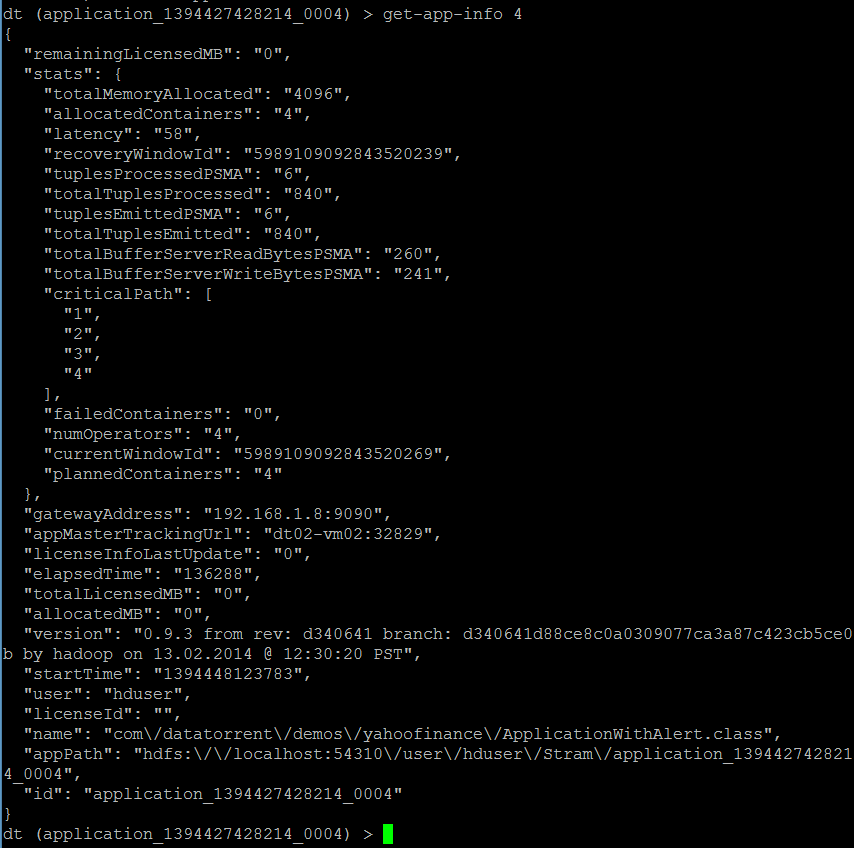 dt (application_1394427428214_0004) > get-app-info 4
{
  "remainingLicensedMB": "0",
  "stats": {
    "totalMemoryAllocated": "4096",
    "allocatedContainers": "4",
    "latency": "58",
    "recoveryWindowId": "5989109092843520239",
    "tuplesProcessedPSMA": "6",
    "totalTuplesProcessed": "840",
    "tuplesEmittedPSMA": "6",
    "totalTuplesEmitted": "840",
    "totalBufferServerReadBytesPSMA": "260",
    "totalBufferServerWriteBytesPSMA": "241",
    "criticalPath": [
      "1",
      "2",
      "3",
      "4"
    ],
    "failedContainers": "0",
    "numOperators": "4",
    "currentWindowId": "5989109092843520269",
    "plannedContainers": "4"
  },
  "gatewayAddress": "192.168.1.8:9090",
  "appMasterTrackingUrl": "dt02-vm02:32829",
  "licenseInfoLastUpdate": "0",
  "elapsedTime": "136288",
  "totalLicensedMB": "0",
  "allocatedMB": "0",
  "version": "0.9.3 from rev: d340641 branch: d340641d88ce8c0a0309077ca3a87c423cb5ce0
b by hadoop on 13.02.2014 @ 12:30:20 PST",
  "startTime": "1394448123783",
  "user": "hduser",
  "licenseId": "",
  "name": "com\/datatorrent\/demos\/yahoofinance\/ApplicationWithAlert.class",
  "appPath": "hdfs:\/\/localhost:54310\/user\/hduser\/Stram\/application_139442742821
4_0004",
  "id": "application_1394427428214_0004"
}
dt (application_1394427428214_0004) >